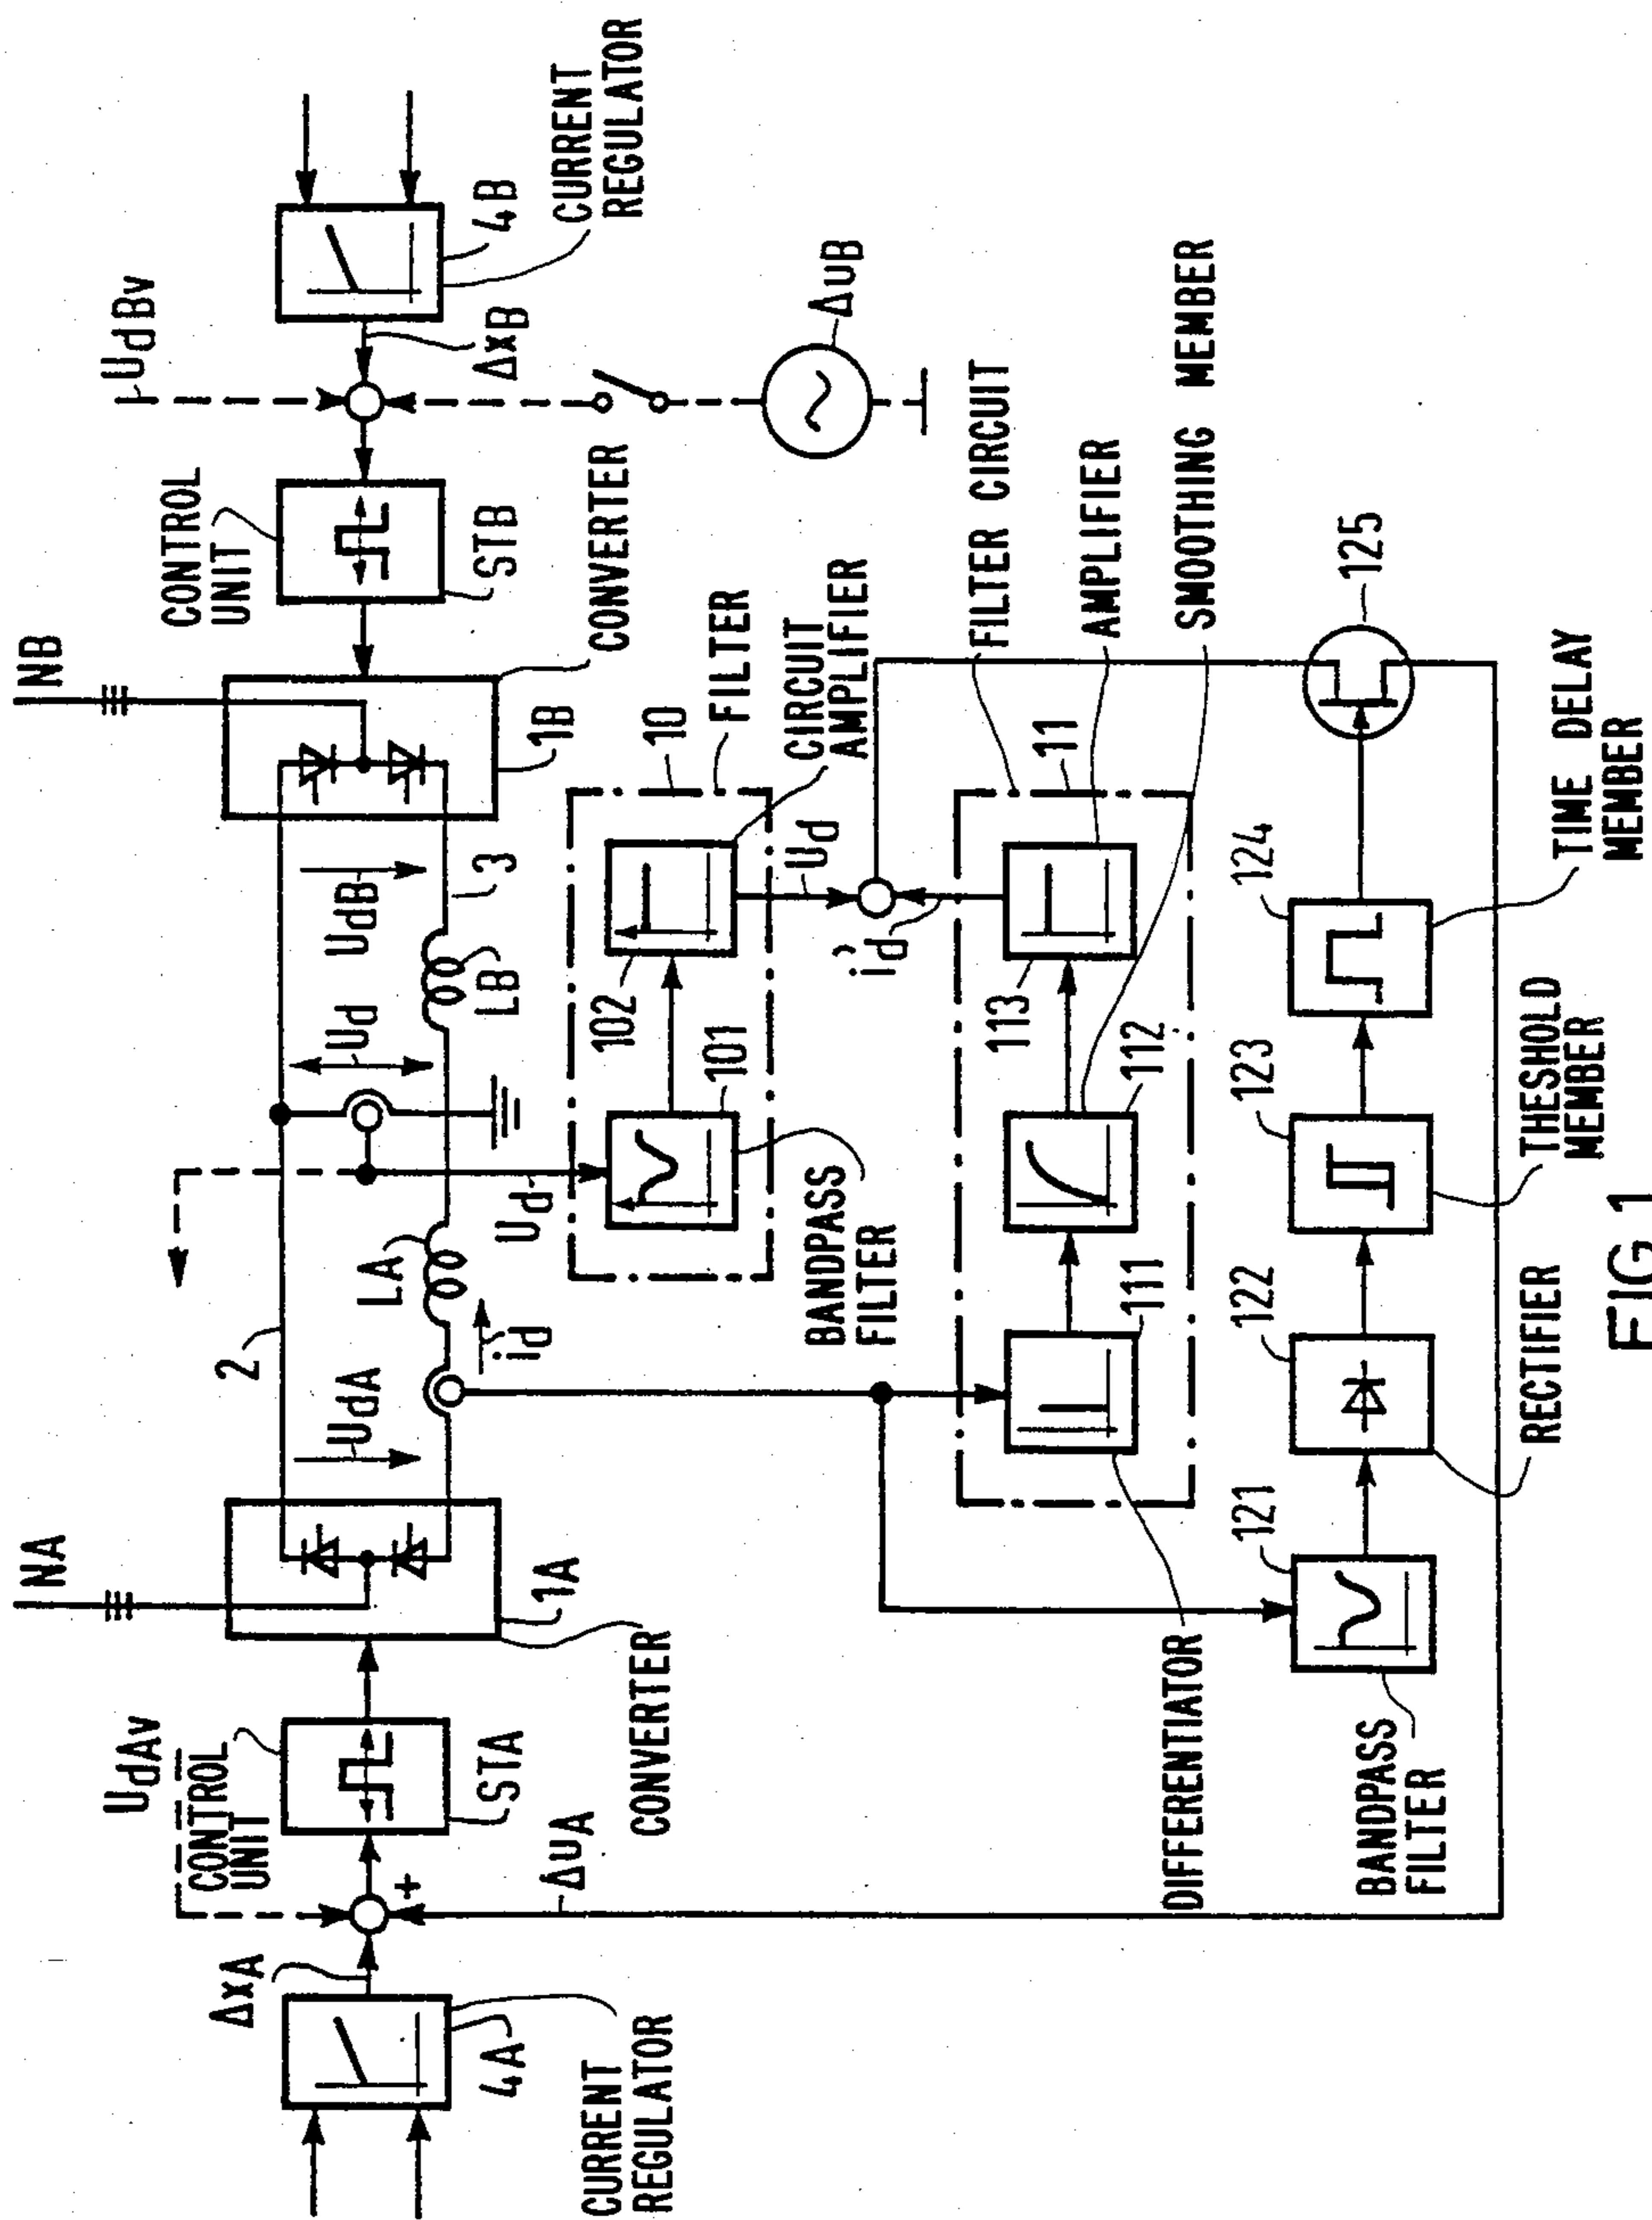 NA
NB
UdAv
CONTROL
UNIT
ΔxA
4A
CURRENT
REGULATOR
+
ΔuA
STA
CONVERTER
1A
2
UdA
id
LA
Ud
Ud
UdB
LB
3
1B
CONVERTER
CONTROL
UNIT
STB
UdBv
ΔxB
4B
CURRENT
REGULATOR
ΔuB
10
FILTER
CIRCUIT
AMPLIFIER
102
101
BANDPASS
FILTER
Ud
i'd
11
FILTER CIRCUIT
AMPLIFIER
SMOOTHING MEMBER
113
112
111
DIFFERENTIATOR
121
122
123
124
125
BANDPASS
FILTER
RECTIFIER
THESHOLD
MEMBER
TIME DELAY
MEMBER
FIG 1